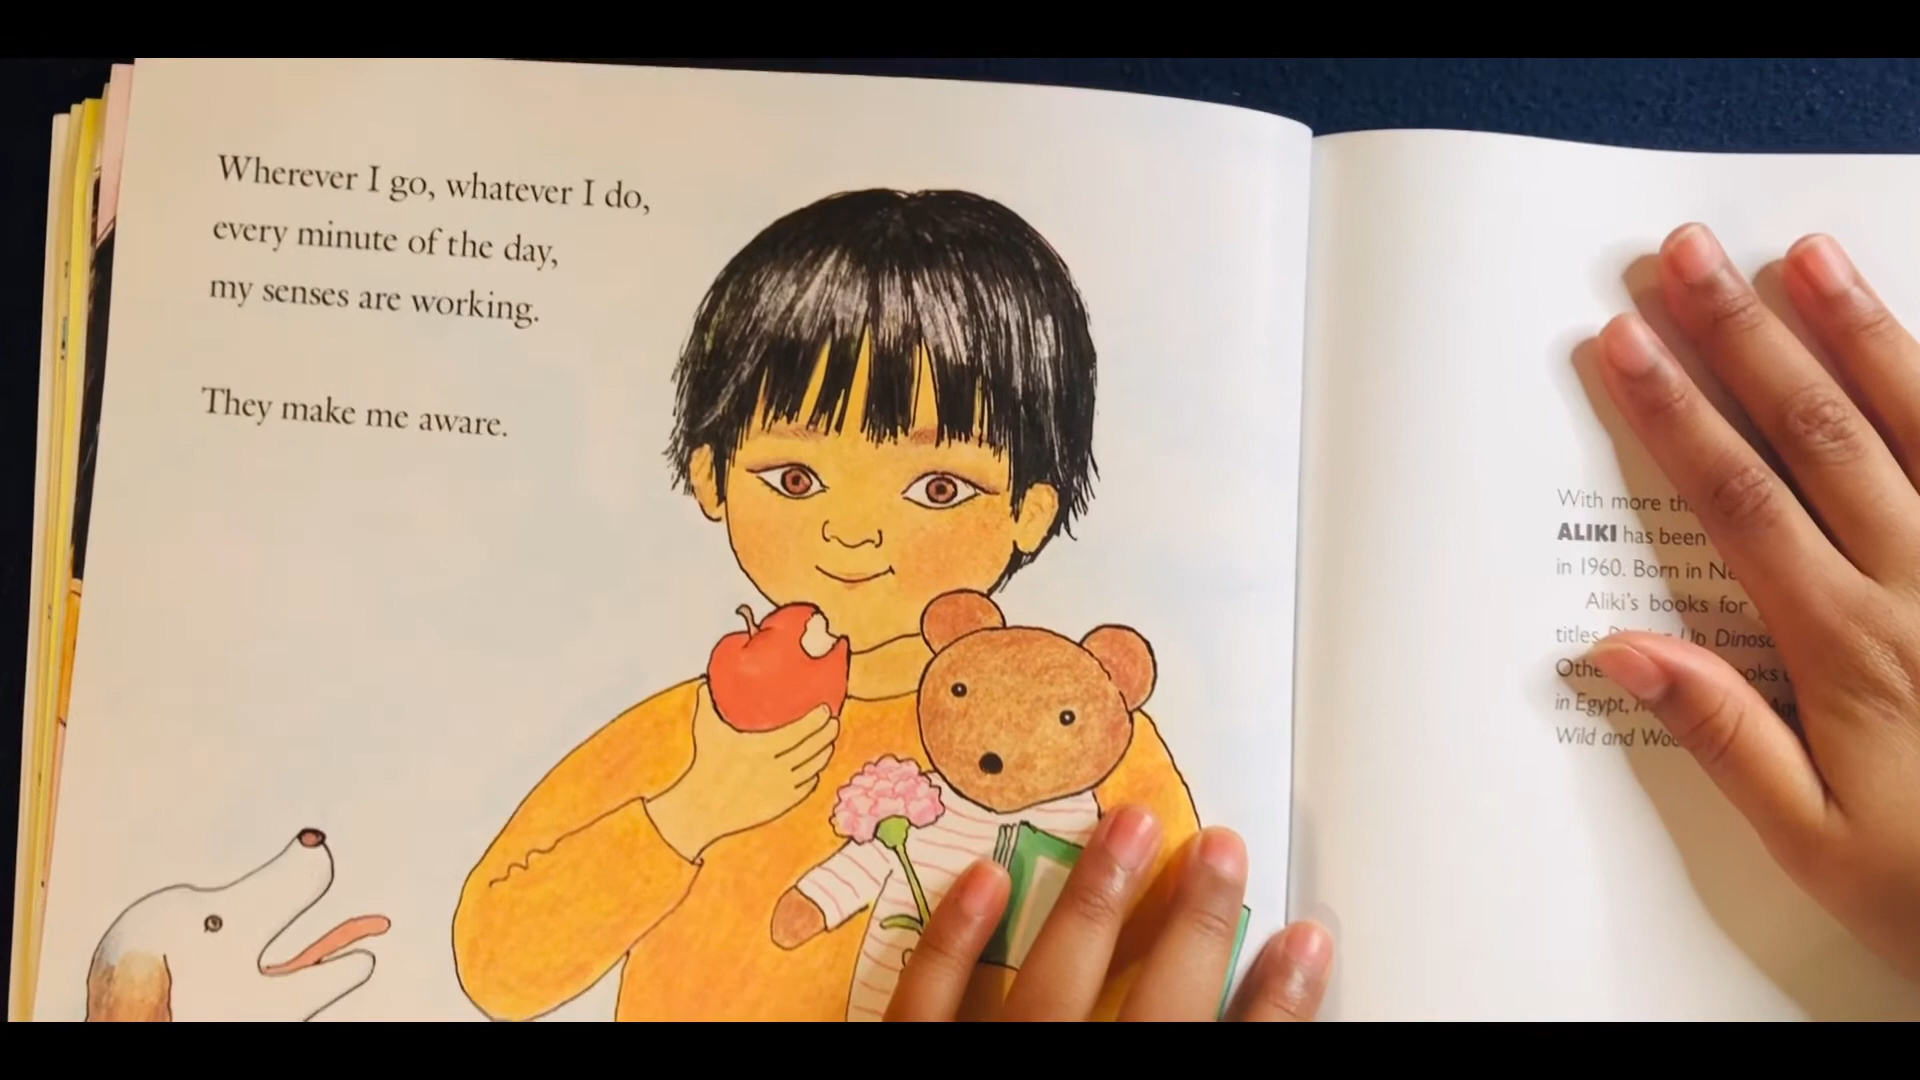 Wherever I go, whatever I do,
every minute of the day,
my senses are working.
They make me aware.
With more
ALIKI has been
in 1960. Born in
Aliki's books for
titles Up
in Egypt,
Wild and